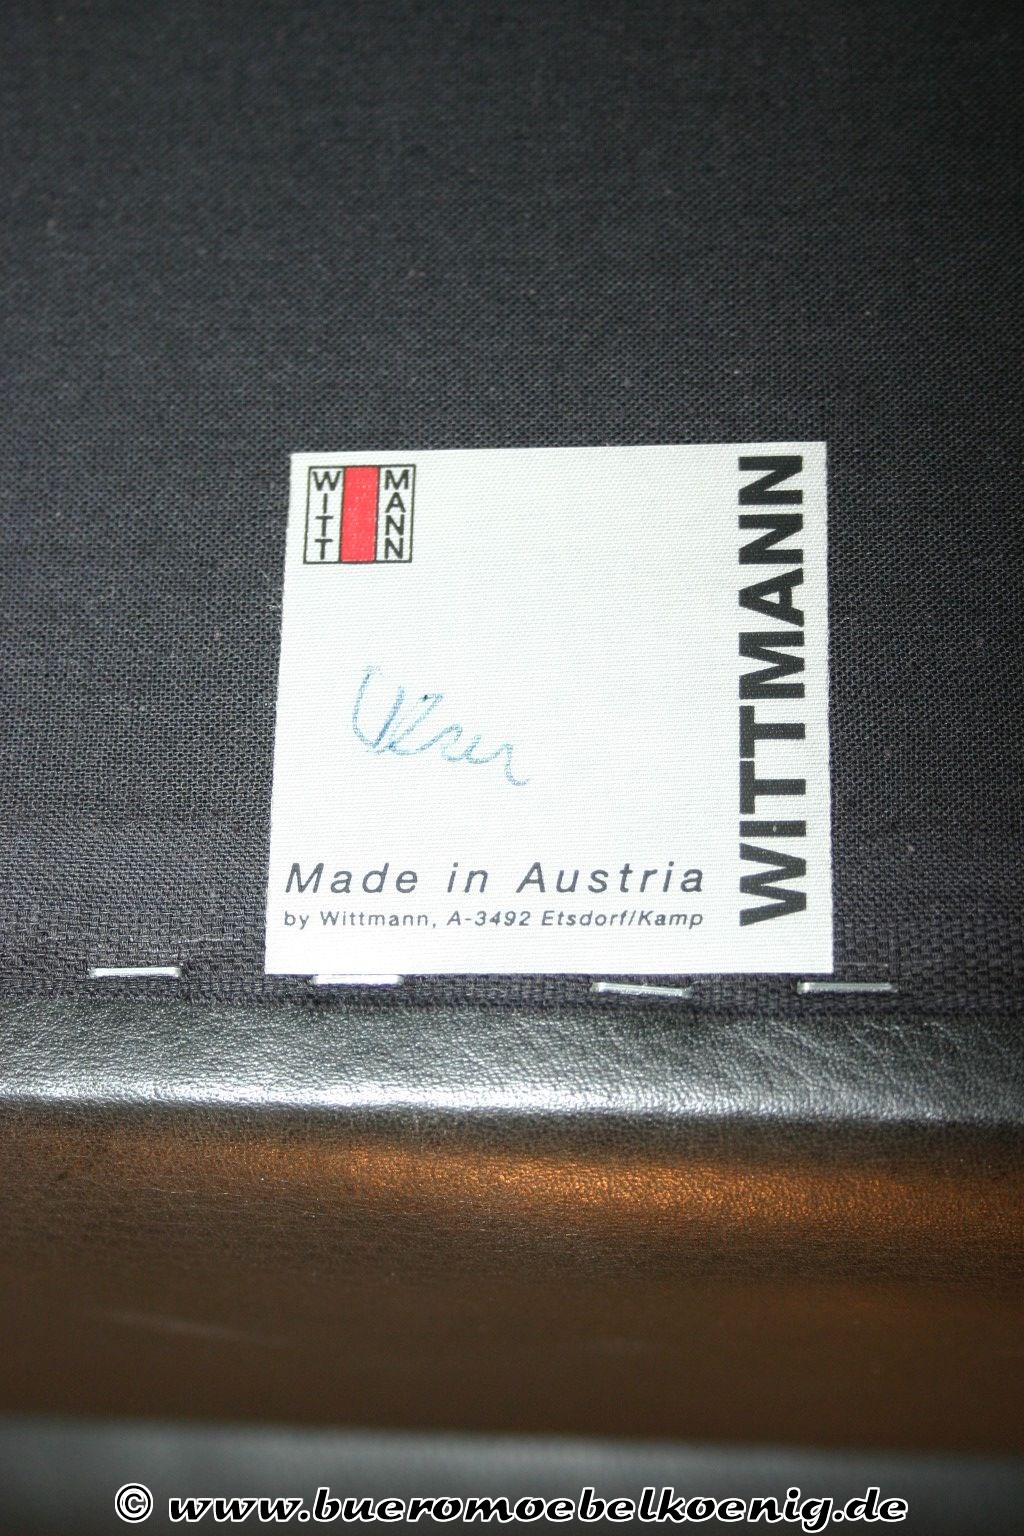 WITT MANN
WITTMANN
Made in Austria
by Wittmann, A-3492 Etsdorf/Kamp
© www.bueromoebelkoenig.de